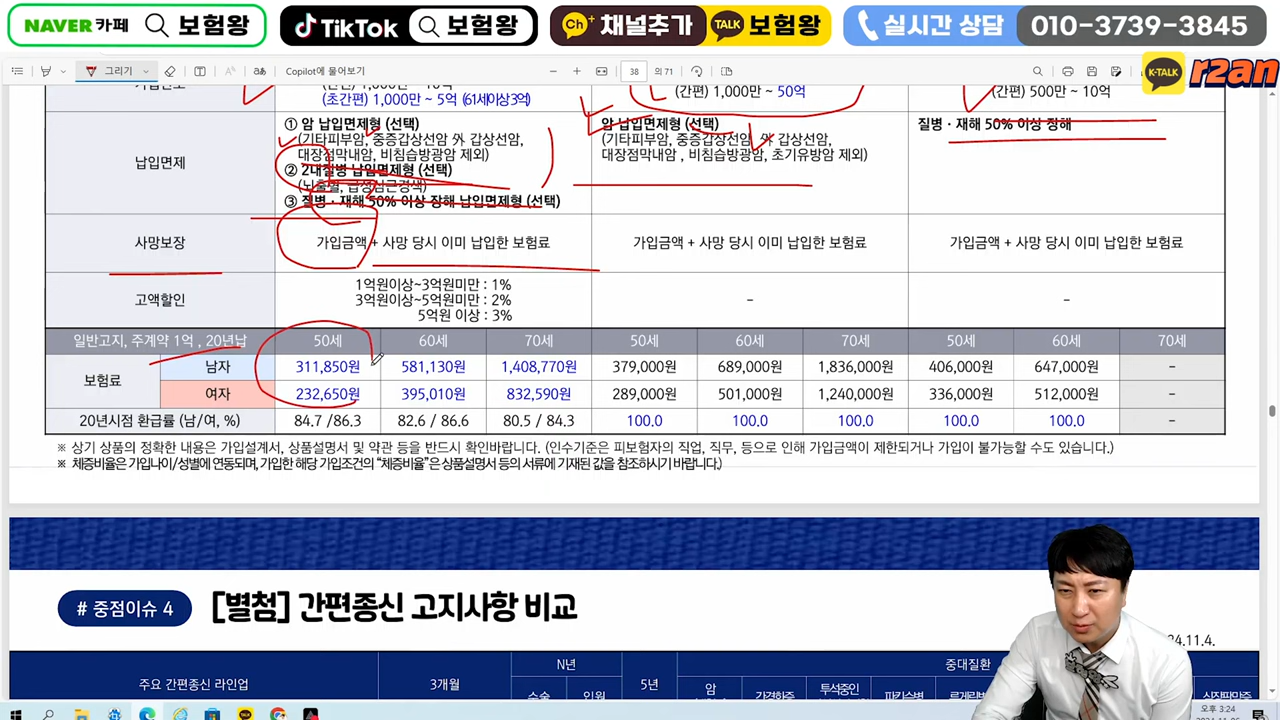 NAVER 카페 보험왕 TikTok 보험왕 Ch+ 채널추가 TALK 보험왕 실시간 상담 010-3739-3845
그리기 Copilot에 물어보기 38 의 71
K-TALK r2an
(초간편) 1,000만 ~ 5억 (61세이상3억)
(간편) 1,000만 ~ 50억
(간편) 500만 ~ 10억
납입면제
① 암 납입면제형 (선택)
(기타피부암, 중증갑상선암 外 갑상선암,
대장점막내암, 비침습방광암 제외)
② 2대질병 납입면제형 (선택)
(뇌출혈, 급성심근경색)
③ 질병 · 재해 50% 이상 장해 납입면제형 (선택)
암 납입면제형 (선택)
(기타피부암, 중증갑상선암 外 갑상선암,
대장점막내암 , 비침습방광암, 초기유방암 제외)
질병 · 재해 50% 이상 장해
사망보장 가입금액 + 사망 당시 이미 납입한 보험료 가입금액 + 사망 당시 이미 납입한 보험료 가입금액 + 사망 당시 이미 납입한 보험료
고액할인
1억원이상~3억원미만 : 1%
3억원이상~5억원미만 : 2%
5억원 이상 : 3%
– –
일반고지, 주계약 1억 , 20년납 50세 60세 70세 50세 60세 70세 50세 60세 70세
보험료
남자 311,850원 581,130원 1,408,770원 379,000원 689,000원 1,836,000원 406,000원 647,000원 –
여자 232,650원 395,010원 832,590원 289,000원 501,000원 1,240,000원 336,000원 512,000원 –
20년시점 환급률 (남/여, %) 84.7 /86.3 82.6 / 86.6 80.5 / 84.3 100.0 100.0 100.0 100.0 100.0 –
※ 상기 상품의 정확한 내용은 가입설계서, 상품설명서 및 약관 등을 반드시 확인바랍니다. (인수기준은 피보험자의 직업, 직무, 등으로 인해 가입금액이 제한되거나 가입이 불가능할 수도 있습니다.)
※ 체증비율은 가입나이/성별에 연동되며, 가입한 해당 가입조건의 "체증비율"은 상품설명서 등의 서류에 기재된 값을 참조하시기 바랍니다.)
# 중점이슈 4 [별첨] 간편종신 고지사항 비교
24.11.4.
주요 간편종신 라인업 3개월 N년 5년 중대질환
수술 입원 암 간경화증 투석중인 파킨슨병
오후 3:24